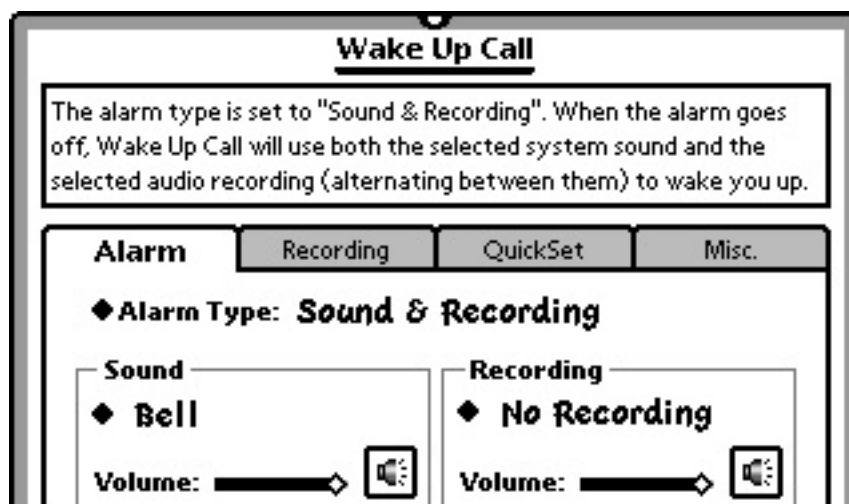 Wake Up Call
The alarm type is set to "Sound & Recording". When the alarm goes
off, Wake Up Call will use both the selected system sound and the
selected audio recording (alternating between them) to wake you up.
Alarm Recording QuickSet Misc.
◆Alarm Type: Sound & Recording
Sound Recording
◆ Bell ◆ No Recording
Volume: Volume: